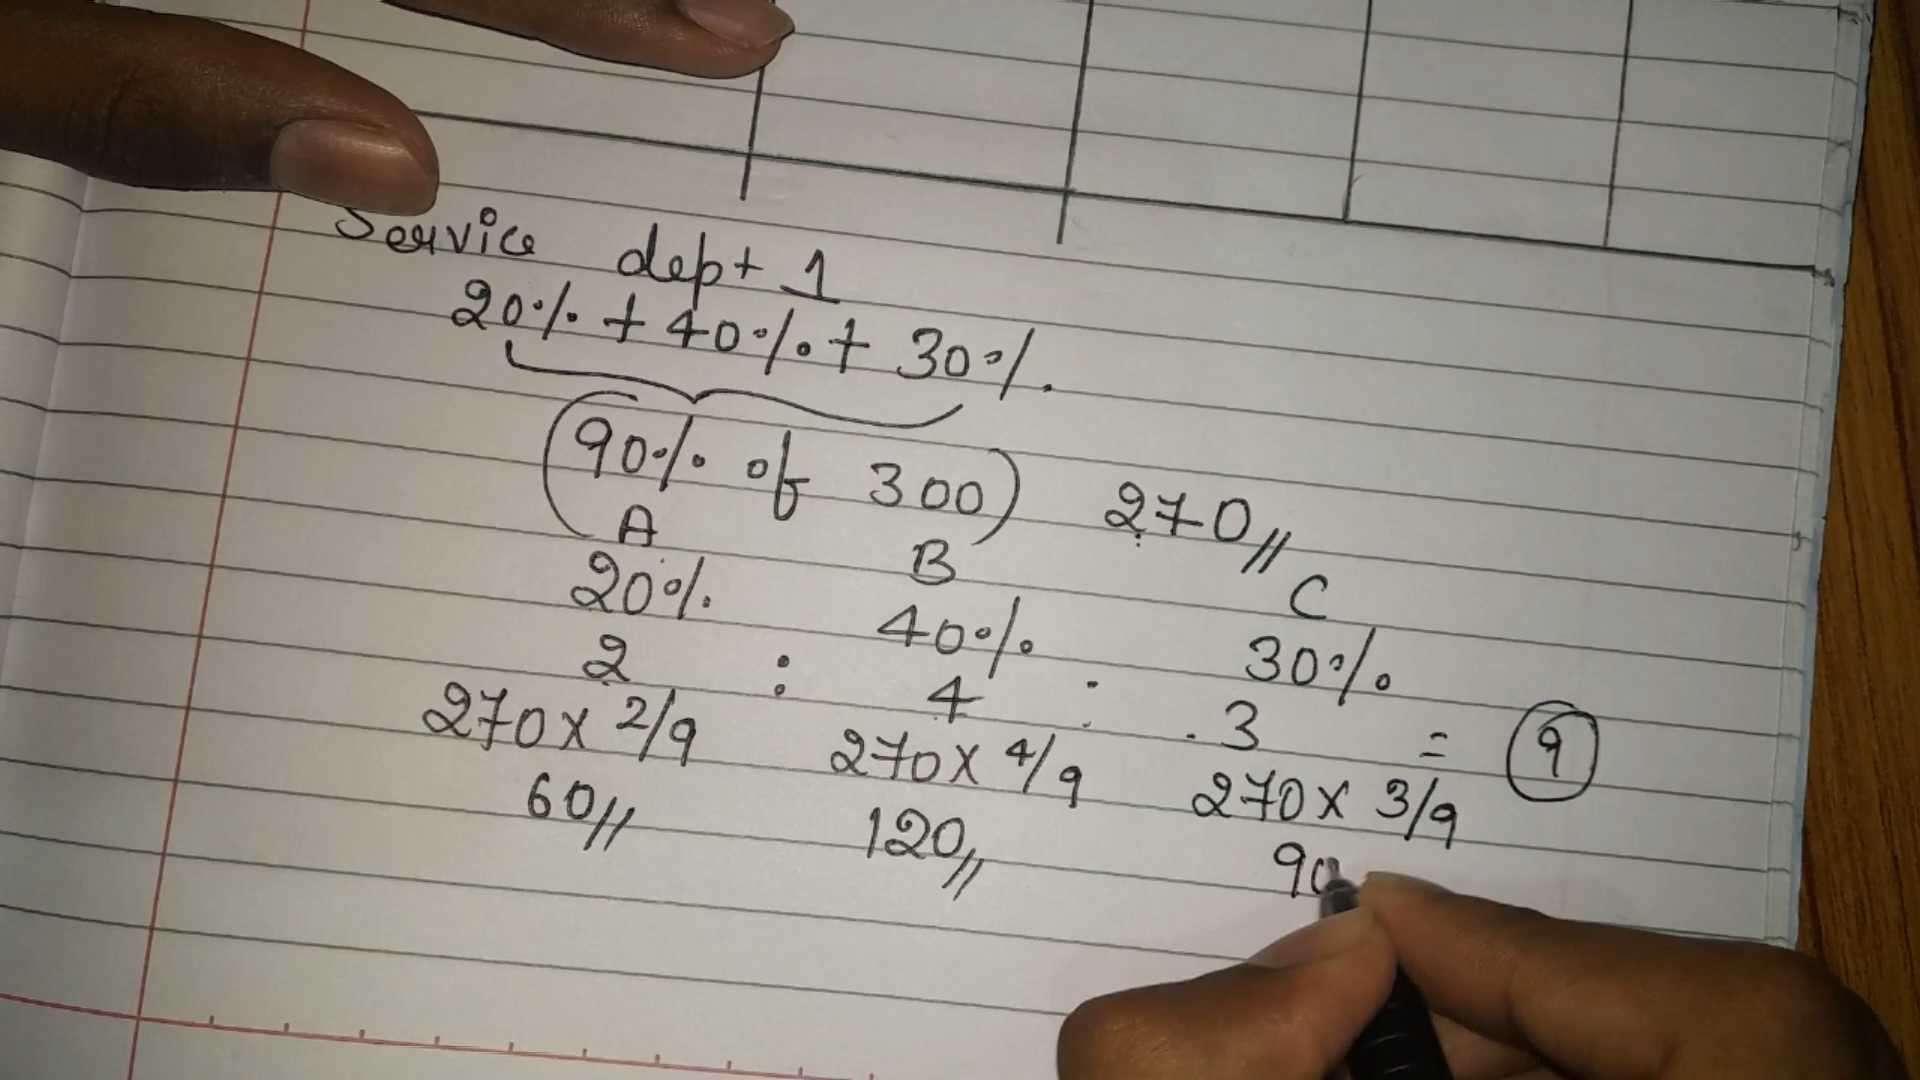 Service dept 1
20% + 40% + 30%.
(90% of 300) 270//
A B C
20% 40% 30%
2 : 4 : 3 = 9
270 x 2/9 270 x 4/9 270 x 3/9
60// 120// 90